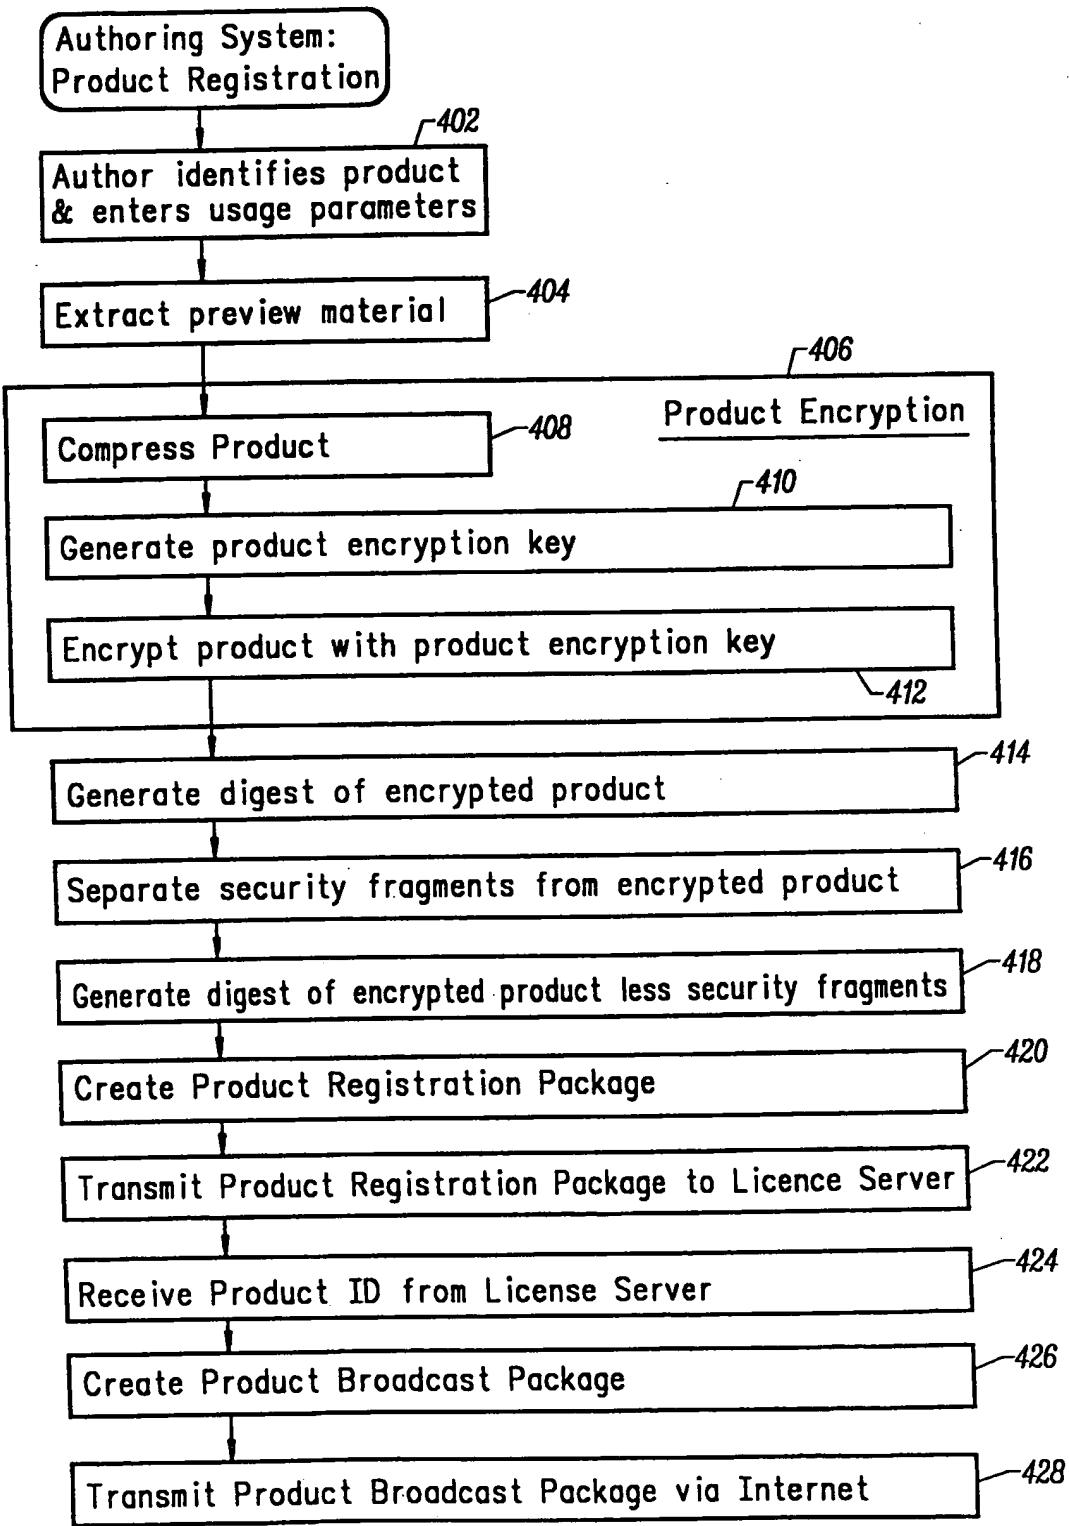 Authoring System:
Product Registration
402
Author identifies product
& enters usage parameters
404
Extract preview material
406
Product Encryption
408
Compress Product
410
Generate product encryption key
Encrypt product with product encryption key
412
414
Generate digest of encrypted product
416
Separate security fragments from encrypted product
418
Generate digest of encrypted product less security fragments
420
Create Product Registration Package
422
Transmit Product Registration Package to Licence Server
424
Receive Product ID from License Server
426
Create Product Broadcast Package
428
Transmit Product Broadcast Package via Internet